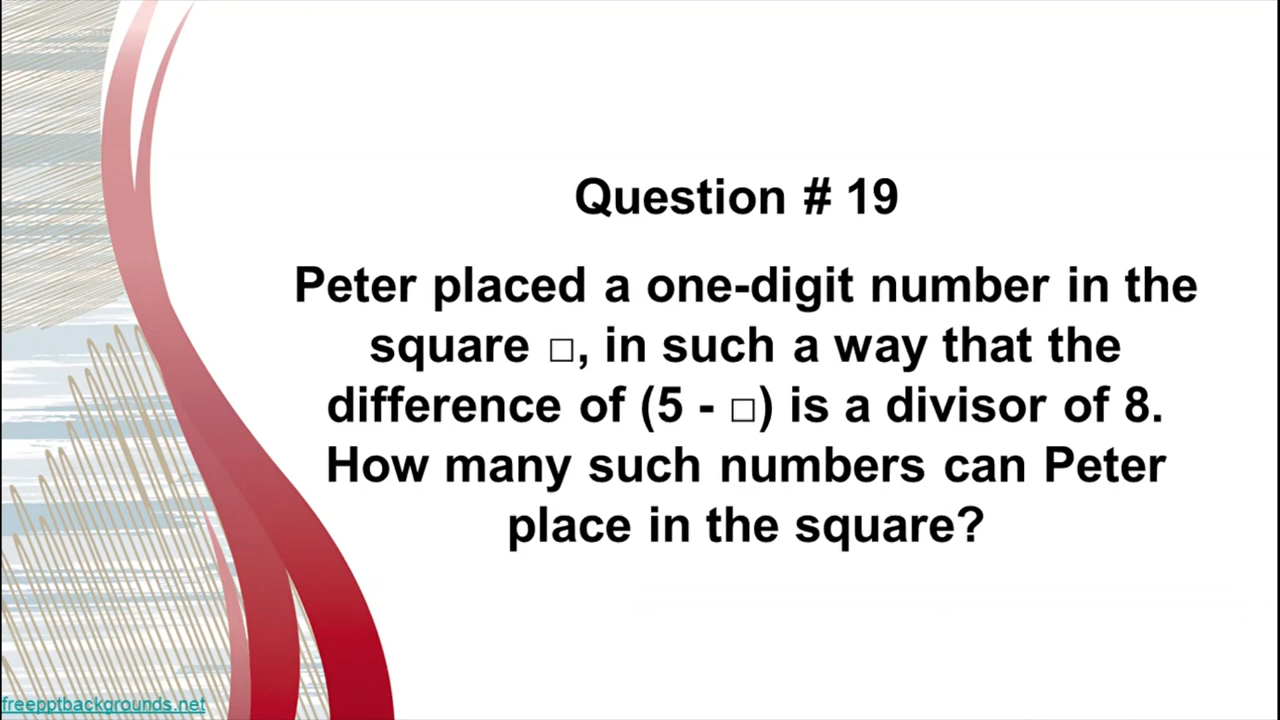 Question # 19
Peter placed a one-digit number in the
square □, in such a way that the
difference of (5 - □) is a divisor of 8.
How many such numbers can Peter
place in the square?
freepptbackgrounds.net